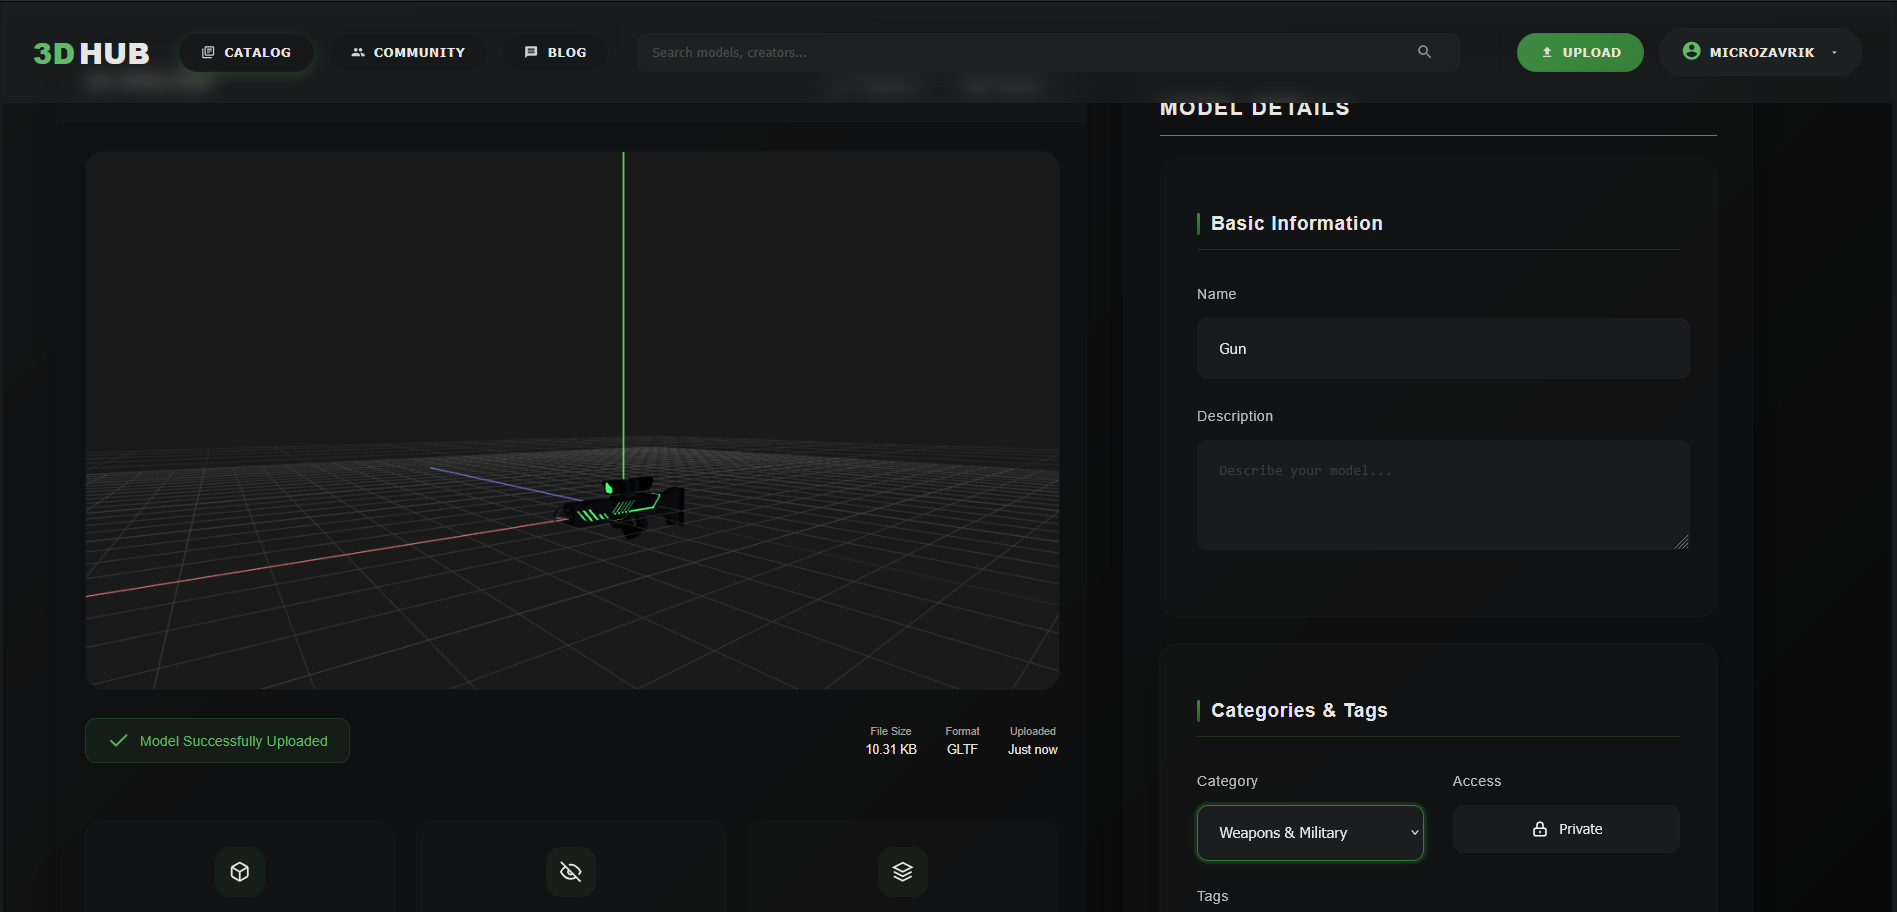 3D HUB
CATALOG
COMMUNITY
BLOG
Search models, creators...
UPLOAD
MICROZAVRIK
MODEL DETAILS
Basic Information
Name
Gun
Description
Describe your model...
Model Successfully Uploaded
File Size
10.31 KB
Format
GLTF
Uploaded
Just now
Categories & Tags
Category
Weapons & Military
Access
Private
Tags